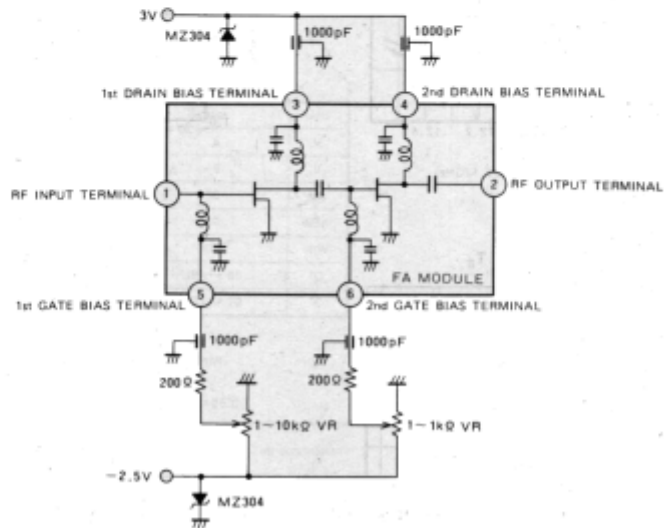 3V
MZ304
1000pF
1000pF
1st DRAIN BIAS TERMINAL
3
4
2nd DRAIN BIAS TERMINAL
1
2
RF INPUT TERMINAL
RF OUTPUT TERMINAL
FA MODULE
1st GATE BIAS TERMINAL
5
6
2nd GATE BIAS TERMINAL
1000pF
1000pF
200Ω
200Ω
1~10kΩ VR
1~1kΩ VR
-2.5V
MZ304